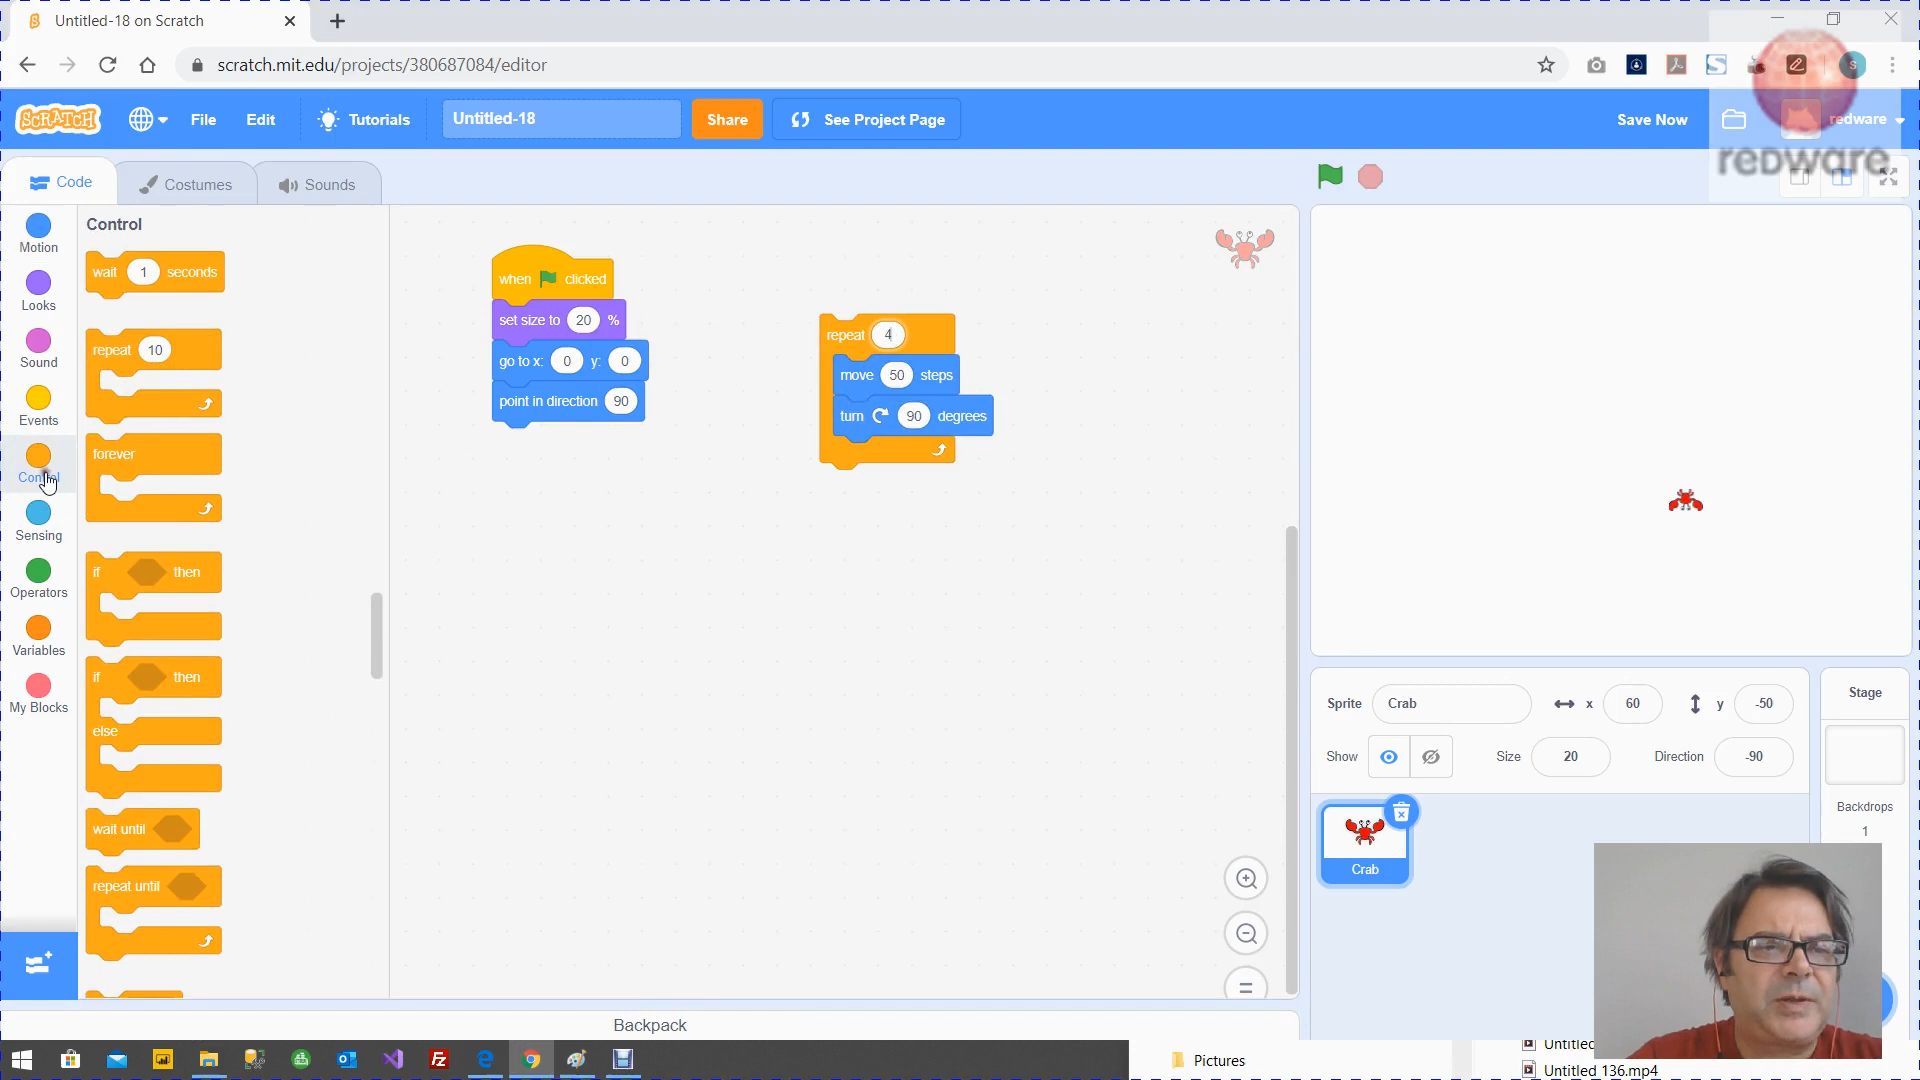 Untitled-18 on Scratch
scratch.mit.edu/projects/380687084/editor
S
SCRATCH
File
Edit
Tutorials
Untitled-18
Share
See Project Page
Save Now
redware
redware
Code
Costumes
Sounds
Motion
Looks
Sound
Events
Control
Sensing
Operators
Variables
My Blocks
Control
wait 1 seconds
repeat 10
forever
if then
if then
else
wait until
repeat until
when clicked
set size to 20 %
go to x: 0 y: 0
point in direction 90
repeat 4
move 50 steps
turn 90 degrees
Sprite Crab x 60 y -50
Show Size 20 Direction -90
Crab
Stage
Backdrops
1
Backpack
Pictures
Untitled 136.mp4